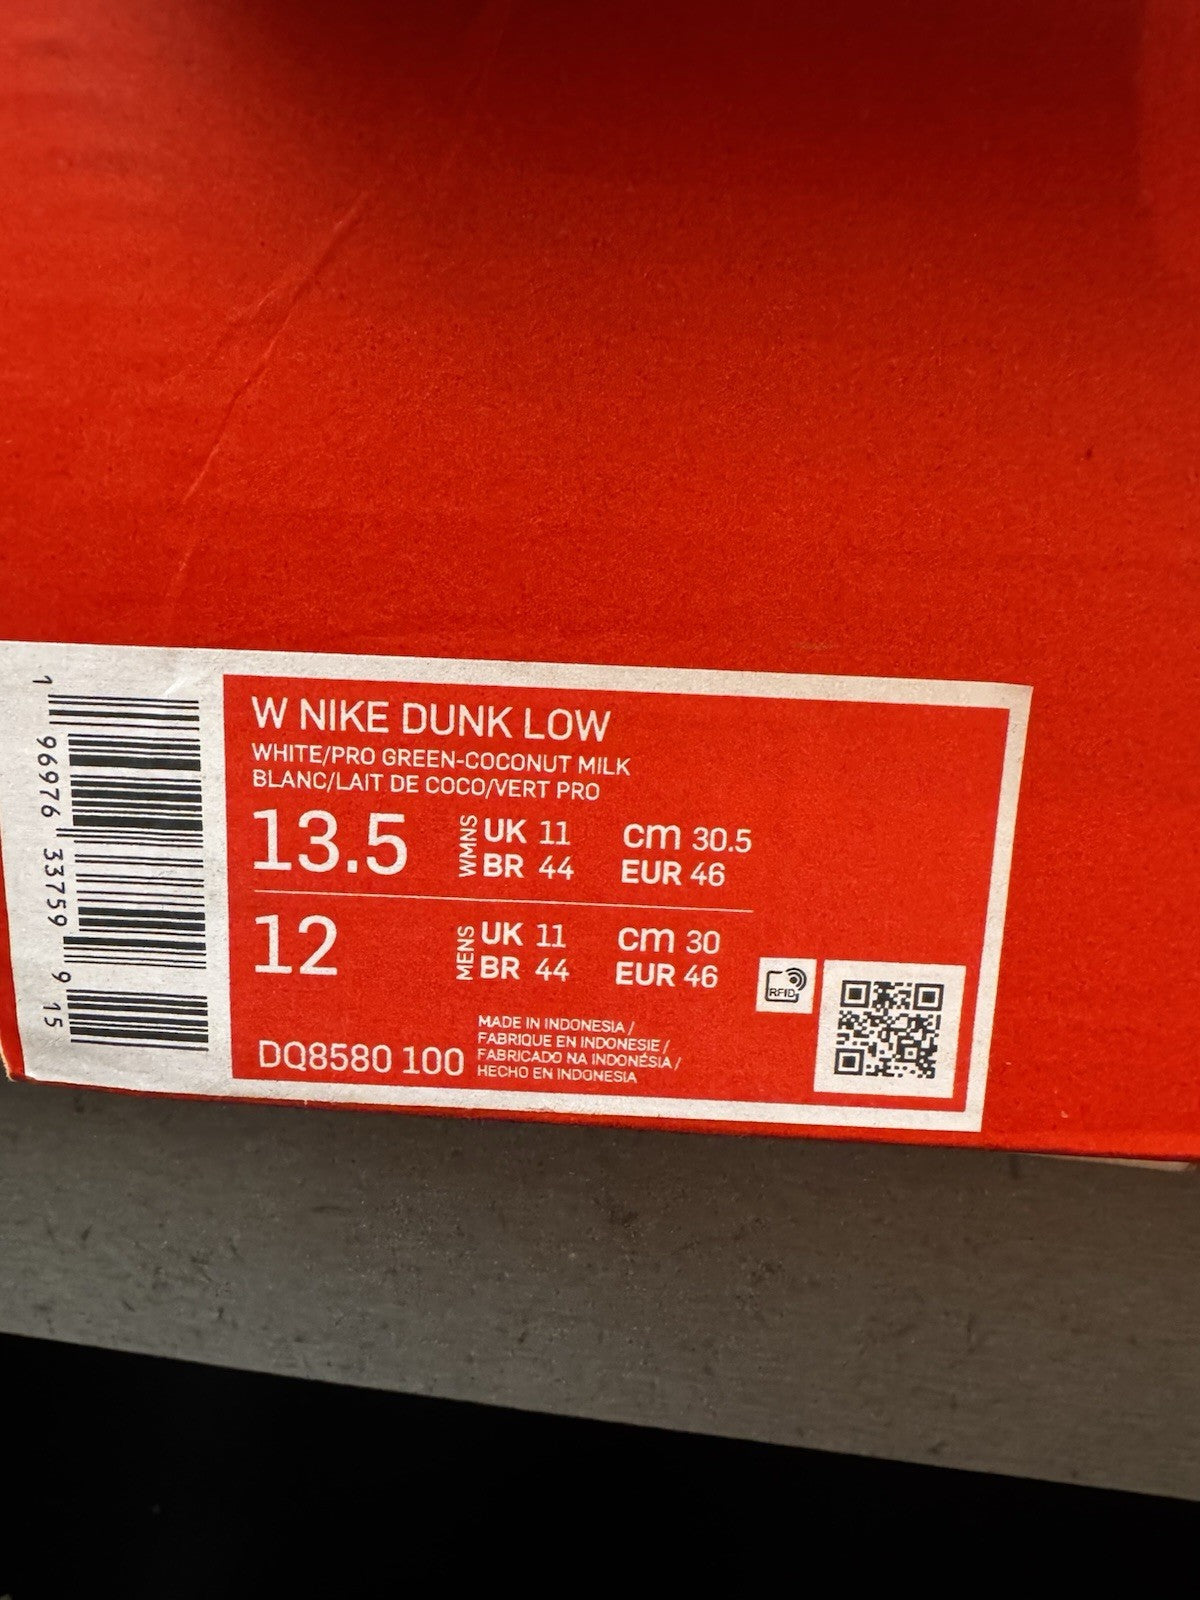 W NIKE DUNK LOW
WHITE/PRO GREEN-COCONUT MILK
BLANC/LAIT DE COCO/VERT PRO
13.5 WMNS UK 11 cm 30.5
BR 44 EUR 46
12 MENS UK 11 cm 30
BR 44 EUR 46
RFID
DQ8580 100
MADE IN INDONESIA /
FABRIQUE EN INDONESIE /
FABRICADO NA INDONÉSIA /
HECHO EN INDONESIA
1 96976 33759 9 15